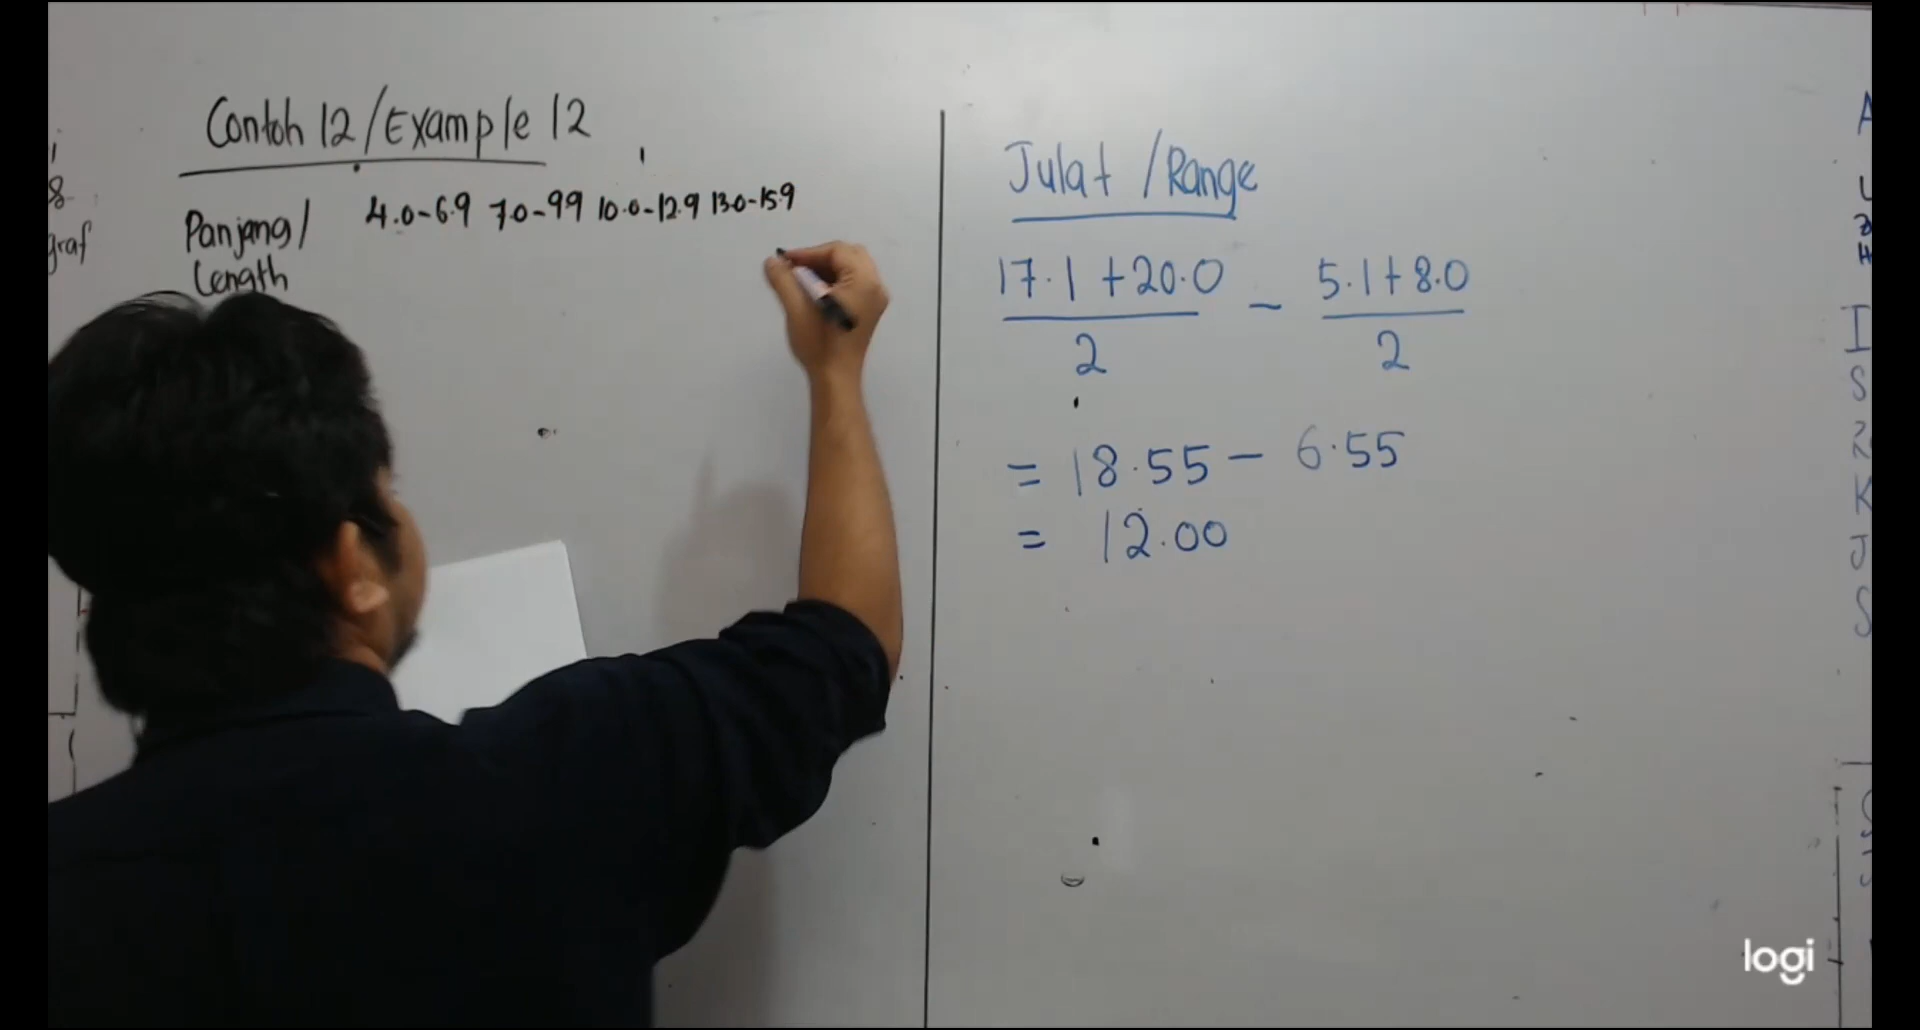 Contoh 12/Example 12
Panjang/ 4.0-6.9 7.0-9.9 10.0-12.9 13.0-15.9
Length
8
graf
Julat /Range
17.1 +20.0 - 5.1+8.0
2 2
= 18.55 - 6.55
= 12.00
A
U
Z
H
I
S
Z
K
J
S
logi